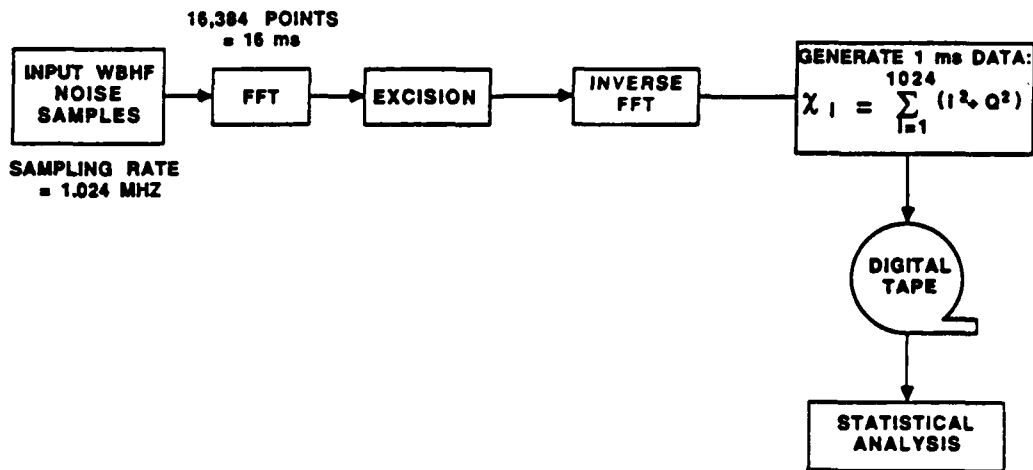 16,384 POINTS
= 16 ms
INPUT WBHF
NOISE
SAMPLES
FFT
EXCISION
INVERSE
FFT
GENERATE 1 ms DATA:
1024
χ I = ∑ (I²+ Q²)
I=1
SAMPLING RATE
= 1.024 MHZ
DIGITAL
TAPE
STATISTICAL
ANALYSIS